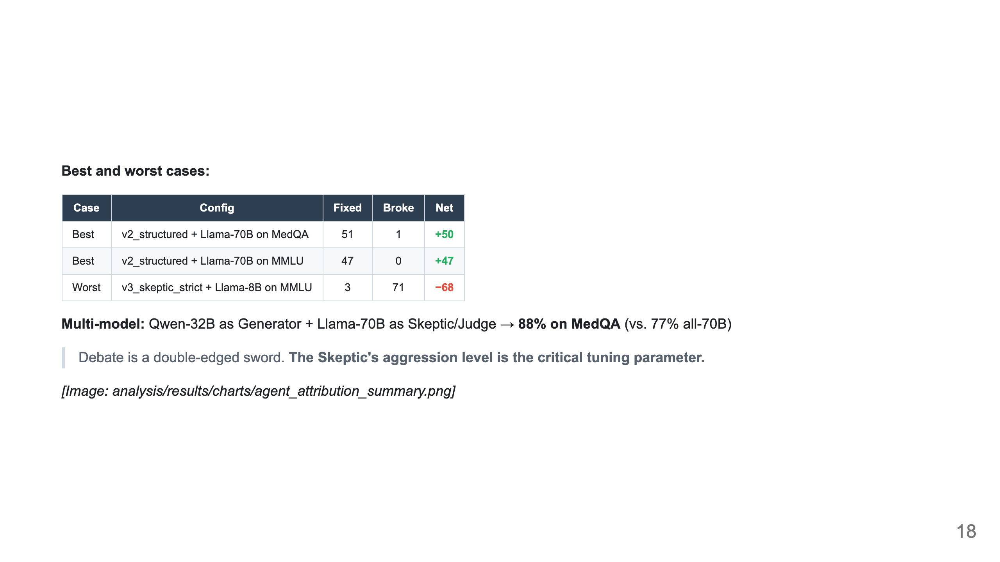 Best and worst cases:
Case Config Fixed Broke Net
Best v2_structured + Llama-70B on MedQA 51 1 +50
Best v2_structured + Llama-70B on MMLU 47 0 +47
Worst v3_skeptic_strict + Llama-8B on MMLU 3 71 −68
Multi-model: Qwen-32B as Generator + Llama-70B as Skeptic/Judge → 88% on MedQA (vs. 77% all-70B)
Debate is a double-edged sword. The Skeptic's aggression level is the critical tuning parameter.
[Image: analysis/results/charts/agent_attribution_summary.png]
18